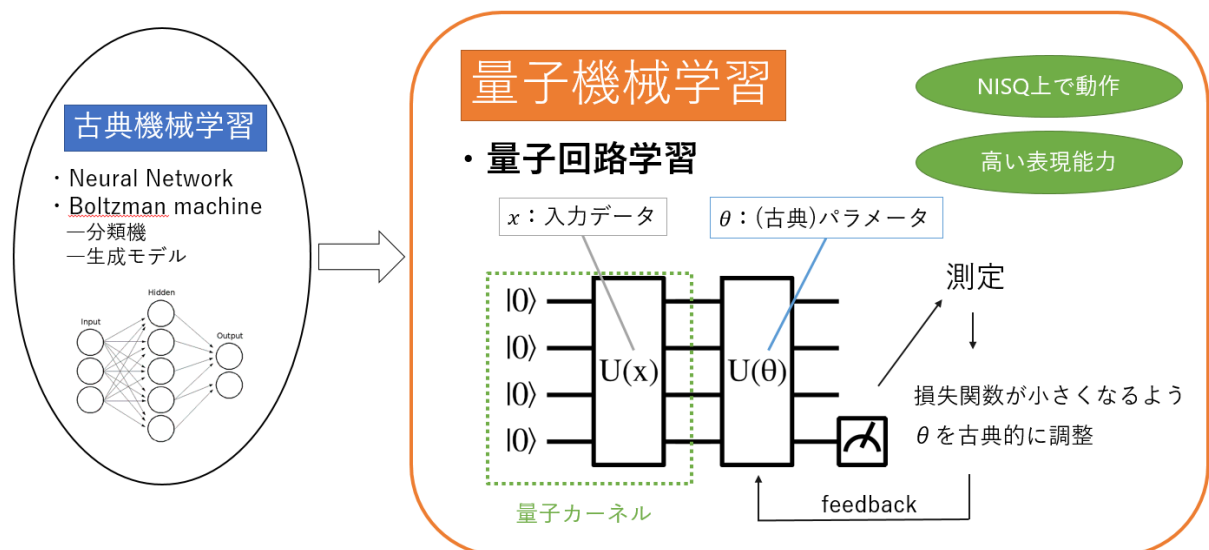 古典機械学習
・Neural Network
・Boltzman machine
―分類機
―生成モデル
Hidden
Input
Output
量子機械学習
NISQ上で動作
高い表現能力
・量子回路学習
x：入力データ
θ：(古典)パラメータ
|0⟩
|0⟩
|0⟩
|0⟩
U(x)
U(θ)
量子カーネル
測定
損失関数が小さくなるよう
θを古典的に調整
feedback